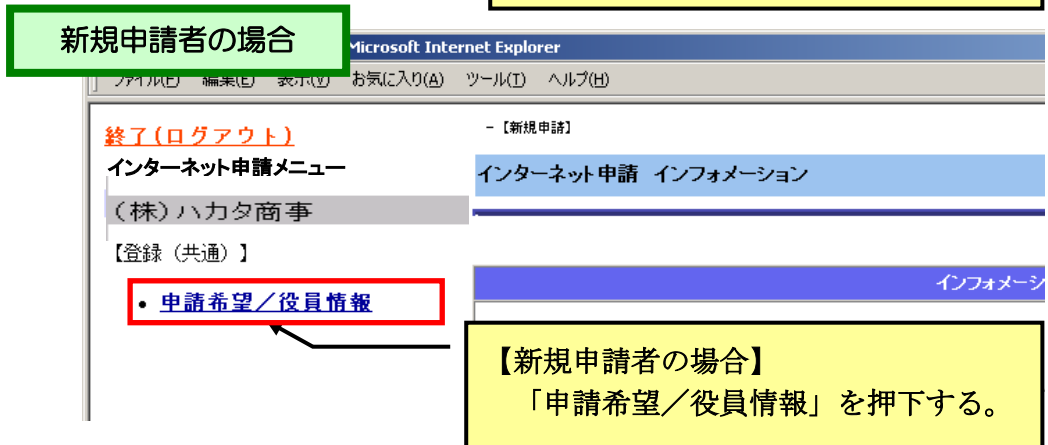 新規申請者の場合
Microsoft Internet Explorer
ファイル(F) 編集(E) 表示(V) お気に入り(A) ツール(T) ヘルプ(H)
終了(ログアウト)
インターネット申請メニュー
(株)ハカタ商事
【登録(共通)】
• 申請希望/役員情報
-【新規申請】
インターネット申請 インフォメーション
インフォメーシ
【新規申請者の場合】
「申請希望/役員情報」を押下する。